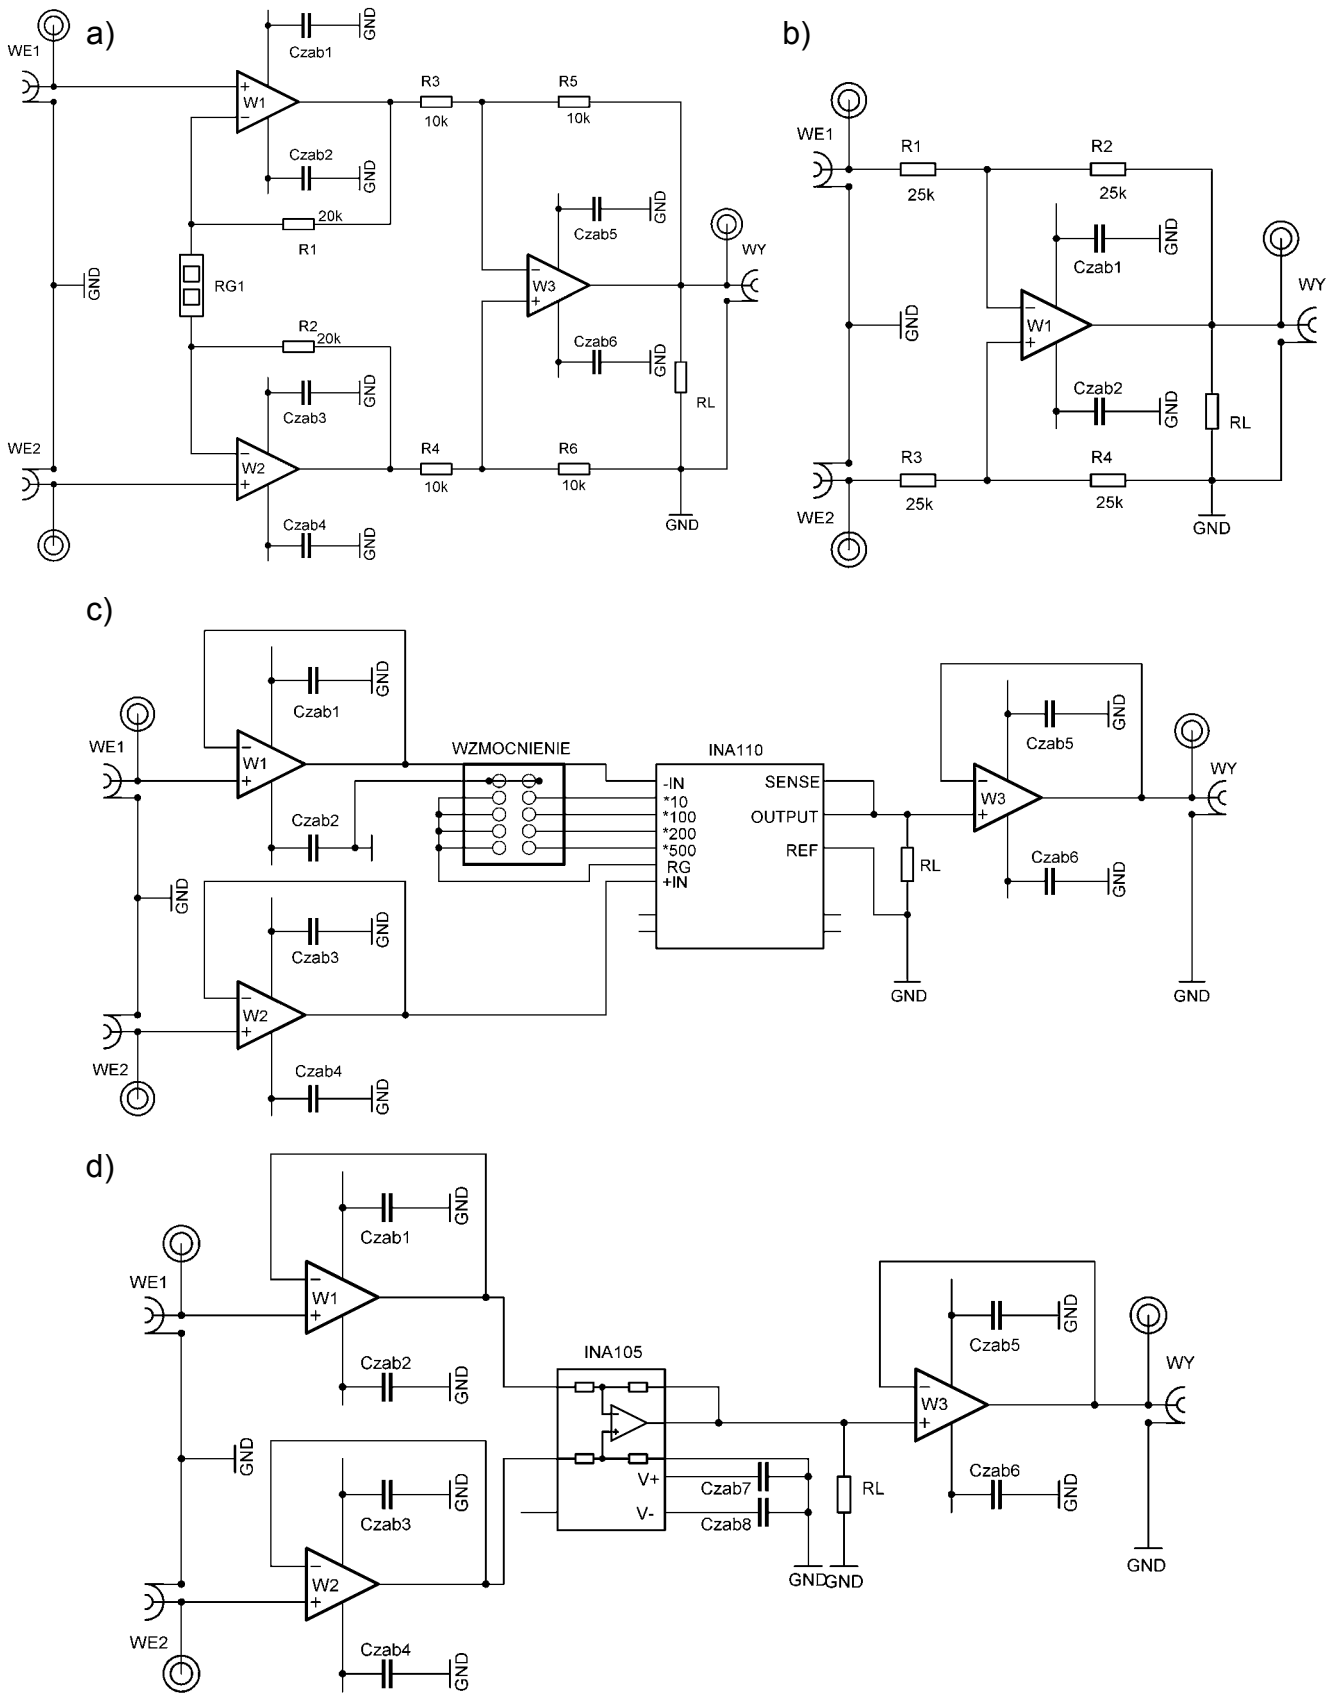 a)
WE1
Czab1
GND
+
W1
−
R3
10k
R5
10k
Czab2
GND
20k
R1
RG1
GND
R2
20k
Czab5
GND
−
W3
+
WY
Czab6
GND
RL
Czab3
GND
WE2
−
W2
+
R4
10k
R6
10k
Czab4
GND
GND
b)
WE1
R1
25k
R2
25k
Czab1
GND
−
W1
+
WY
GND
Czab2
GND
RL
WE2
R3
25k
R4
25k
GND
c)
WE1
Czab1
GND
−
W1
+
Czab2
WZMOCNIENIE
INA110
-IN
*10
*100
*200
*500
RG
+IN
SENSE
OUTPUT
REF
RL
GND
Czab5
GND
−
W3
+
WY
Czab6
GND
GND
GND
Czab3
GND
−
W2
+
WE2
Czab4
GND
d)
WE1
Czab1
GND
−
W1
+
Czab2
GND
GND
INA105
−
+
V+
V-
Czab7
Czab8
GND
RL
GND
Czab5
GND
−
W3
+
WY
Czab6
GND
GND
Czab3
GND
−
W2
+
WE2
Czab4
GND